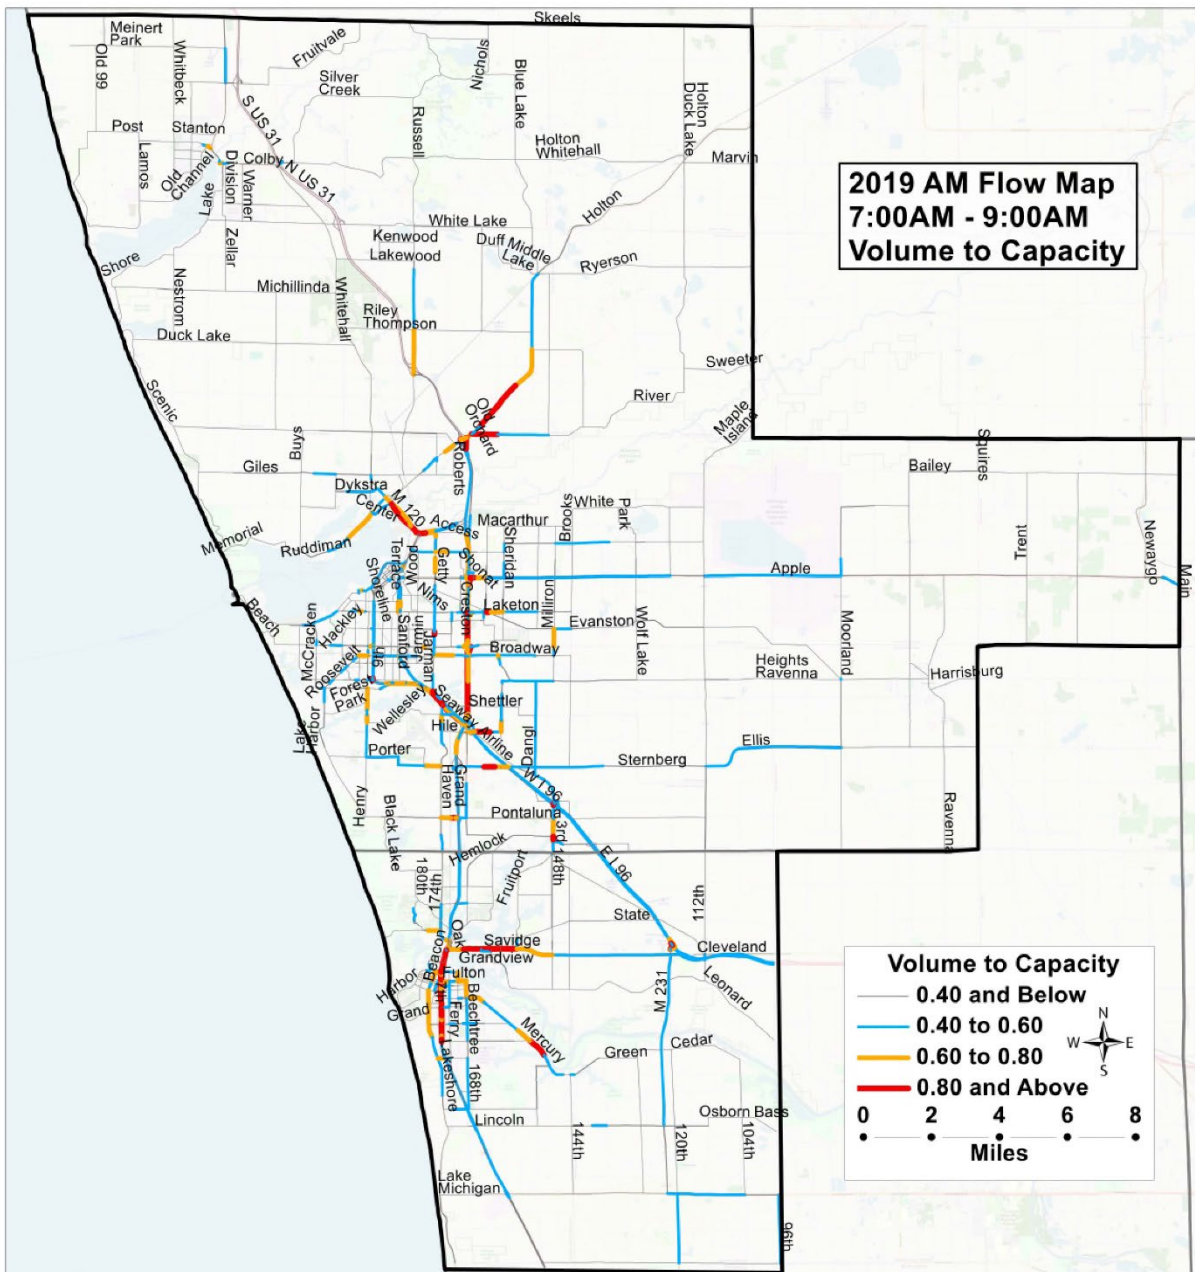 Skeels
Meinert
Park
Old 99
Whitbeck
Fruitvale
Nichols
Silver
Creek
Blue Lake
Holton
Duck Lake
S US 31
Russell
Post
Stanton
Lamos
Old
Channel
Division
Colby
N US 31
Warner
Lake
Holton
Whitehall
Marvin
2019 AM Flow Map
7:00AM - 9:00AM
Volume to Capacity
White Lake
Holton
Kenwood
Lakewood
Duff
Middle
Lake
Ryerson
Zellar
Shore
Nestrom
Michillinda
Whitehall
Riley
Thompson
Duck Lake
Sweeter
Scenic
River
Maple
Island
Old
Orchard
Buys
Roberts
Giles
Dykstra
Center
M 120
Access
Macarthur
Brooks
White
Park
Squires
Bailey
Trent
Newaygo
Main
Memorial
Ruddiman
Terrace
Wood
Getty
Shonat
Sheridan
Apple
Shoreline
Nims
Creston
Laketon
Milliron
Evanston
Wolf Lake
Beach
McCracken
Hackley
Sanford
Jarmin
Jarman
Broadway
Moorland
Heights
Ravenna
Harrisburg
9th
Roosevelt
Forest
Park
Wellesley
Seaway
Shettler
Lake
Harbor
Hile
Airline
Dangl
Ellis
Porter
Sternberg
Grand
Haven
W I 96
Henry
Black Lake
Pontaluna
3rd
Ravenna
Hemlock
Fruitport
148th
E I 96
180th
174th
112th
State
Oak
Savidge
Grandview
Cleveland
Beacon
Harbor
Fulton
7th
Leonard
M 231
Grand
Ferry
Beechtree
Mercury
Green
Cedar
Lakeshore
168th
Lincoln
Osborn Bass
144th
120th
104th
Lake
Michigan
96th
Volume to Capacity
0.40 and Below
0.40 to 0.60
0.60 to 0.80
0.80 and Above
N
W E
S
0 2 4 6 8
Miles